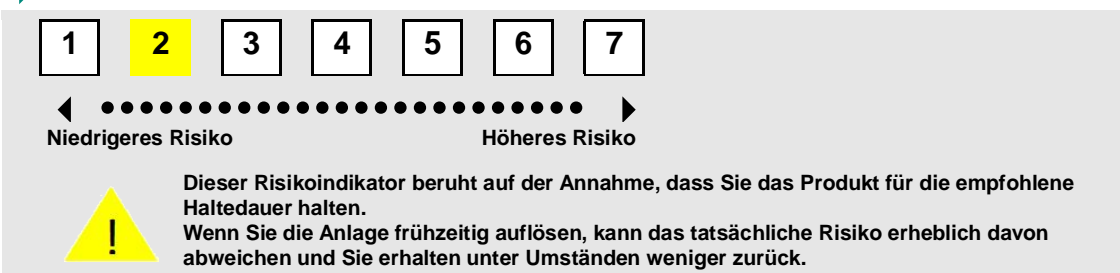 1 2 3 4 5 6 7
Niedrigeres Risiko Höheres Risiko
Dieser Risikoindikator beruht auf der Annahme, dass Sie das Produkt für die empfohlene
Haltedauer halten.
!
Wenn Sie die Anlage frühzeitig auflösen, kann das tatsächliche Risiko erheblich davon
abweichen und Sie erhalten unter Umständen weniger zurück.